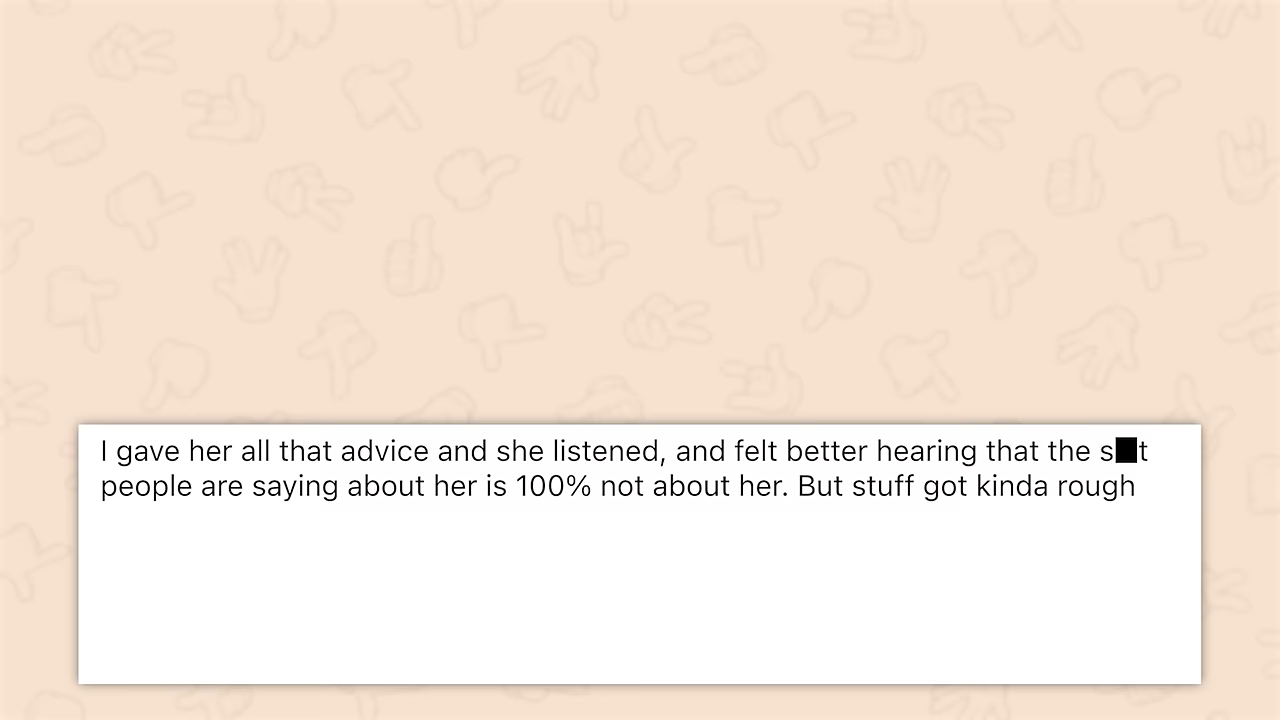 I gave her all that advice and she listened, and felt better hearing that the s■t
people are saying about her is 100% not about her. But stuff got kinda rough